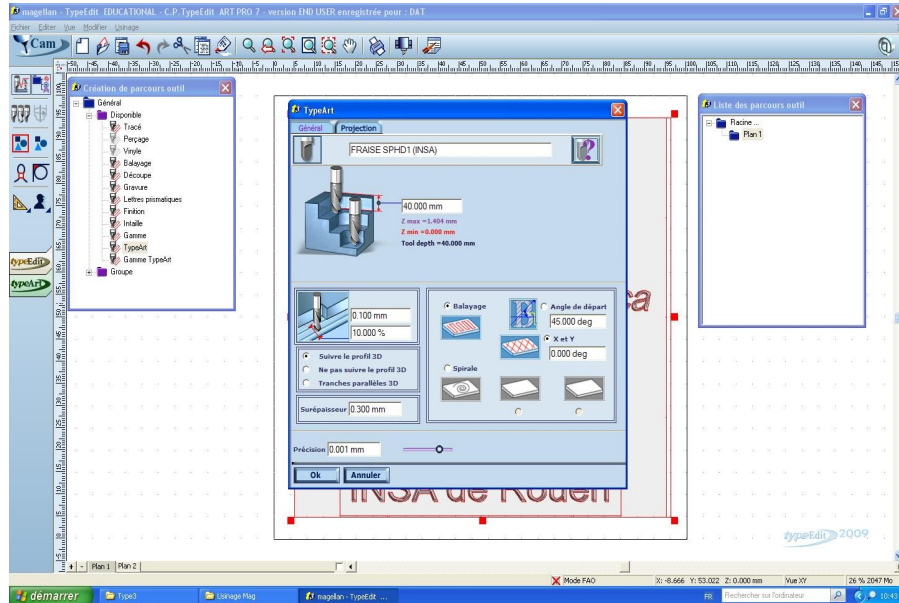 magellan - TypeEdit EDUCATIONAL - C.P.TypeEdit ART PRO 7 - version END USER enregistrée pour : DAT
Fichier Editer Vue Modifier Usinage
Cam
Création de parcours outil
Général
Disponible
Tracé
Perçage
Vinyle
Balayage
Découpe
Gravure
Lettres prismatiques
Finition
Intaille
Gamme
TypeArt
Gamme TypeArt
Groupe
typeEdit
typeArt
TypeArt
Général Projection
FRAISE SPHD1 (INSA)
40.000 mm
Z max =1.404 mm
Z min =0.000 mm
Tool depth =40.000 mm
0.100 mm
10.000 %
Suivre le profil 3D
Ne pas suivre le profil 3D
Tranches parallèles 3D
Surépaisseur 0.300 mm
Balayage
Angle de départ
45.000 deg
X et Y
0.000 deg
Spirale
Précision 0.001 mm
Ok Annuler
Liste des parcours outil
Racine ...
Plan 1
ca
INSA de Rouen
typeEdit 2009
+ - Plan 1 Plan 2
Mode FAO X: -8.666 Y: 53.022 Z: 0.000 mm Vue XY 26 % 2047 Mo
démarrer Type3 Usinage Mag magellan - TypeEdit ... FR Rechercher sur l'ordinateur 10:43